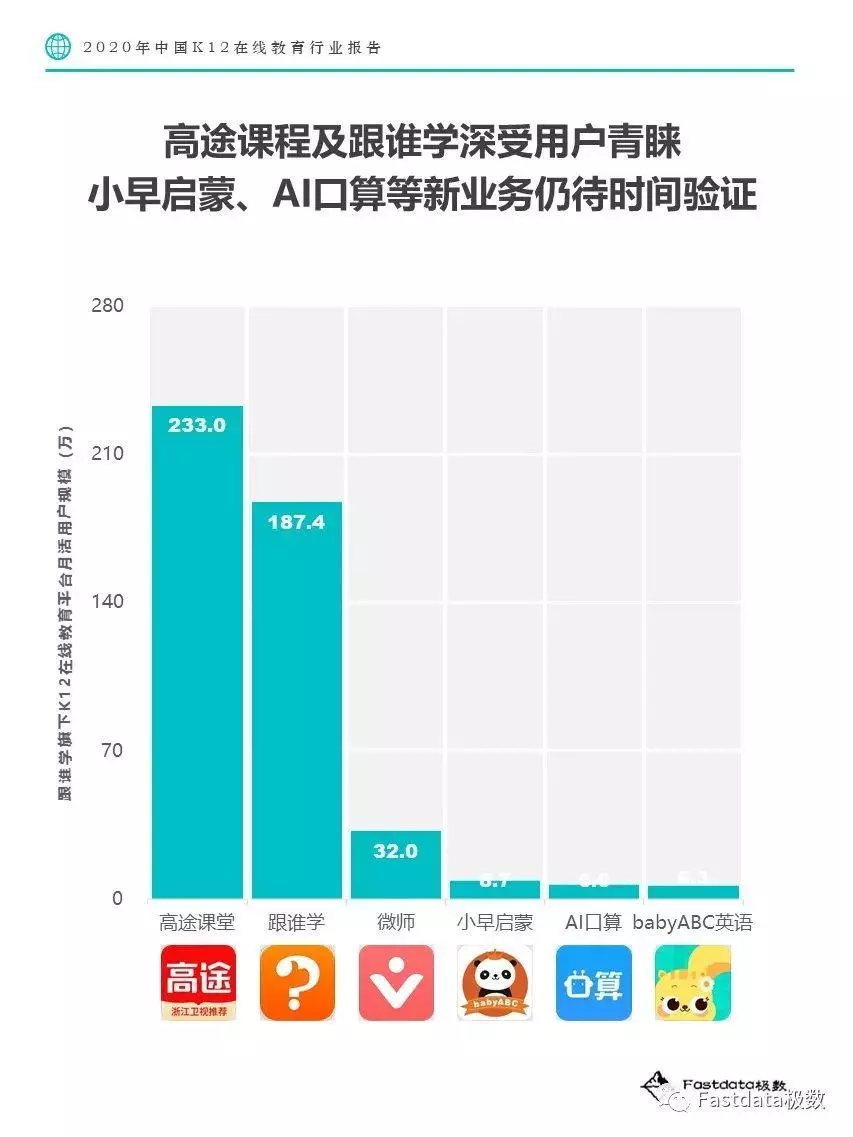 2020年中国K12在线教育行业报告
高途课程及跟谁学深受用户青睐
小早启蒙、AI口算等新业务仍待时间验证
跟谁学旗下K12在线教育平台月活用户规模（万）
280
210
140
70
0
233.0
187.4
32.0
8.7
高途课堂
跟谁学
微师
小早启蒙
AI口算
babyABC英语
高途
浙江卫视推荐
?
babyABC
口算
Fastdata极数
Fastdata极数